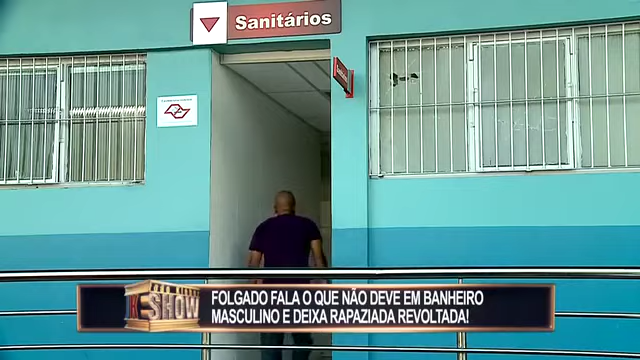 Sanitários
SHOW
FOLGADO FALA O QUE NÃO DEVE EM BANHEIRO
MASCULINO E DEIXA RAPAZIADA REVOLTADA!